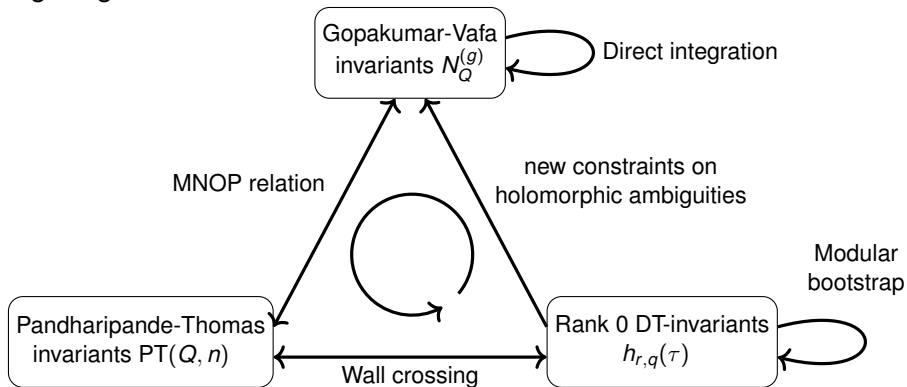 Gopakumar-Vafa
invariants N_Q^{(g)}
Direct integration
MNOP relation
new constraints on
holomorphic ambiguities
Modular
bootstrap
Pandharipande-Thomas
invariants PT(Q, n)
Rank 0 DT-invariants
h_{r,q}(τ)
Wall crossing